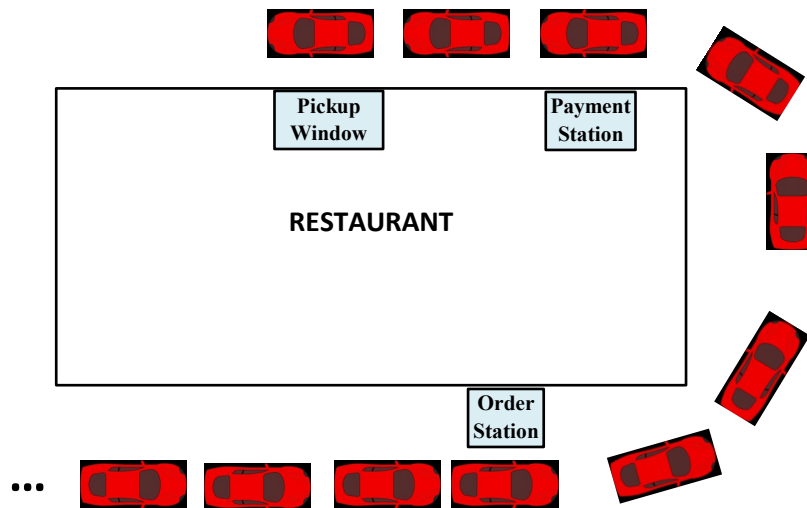 Pickup
Window
Payment
Station
RESTAURANT
Order
Station
...